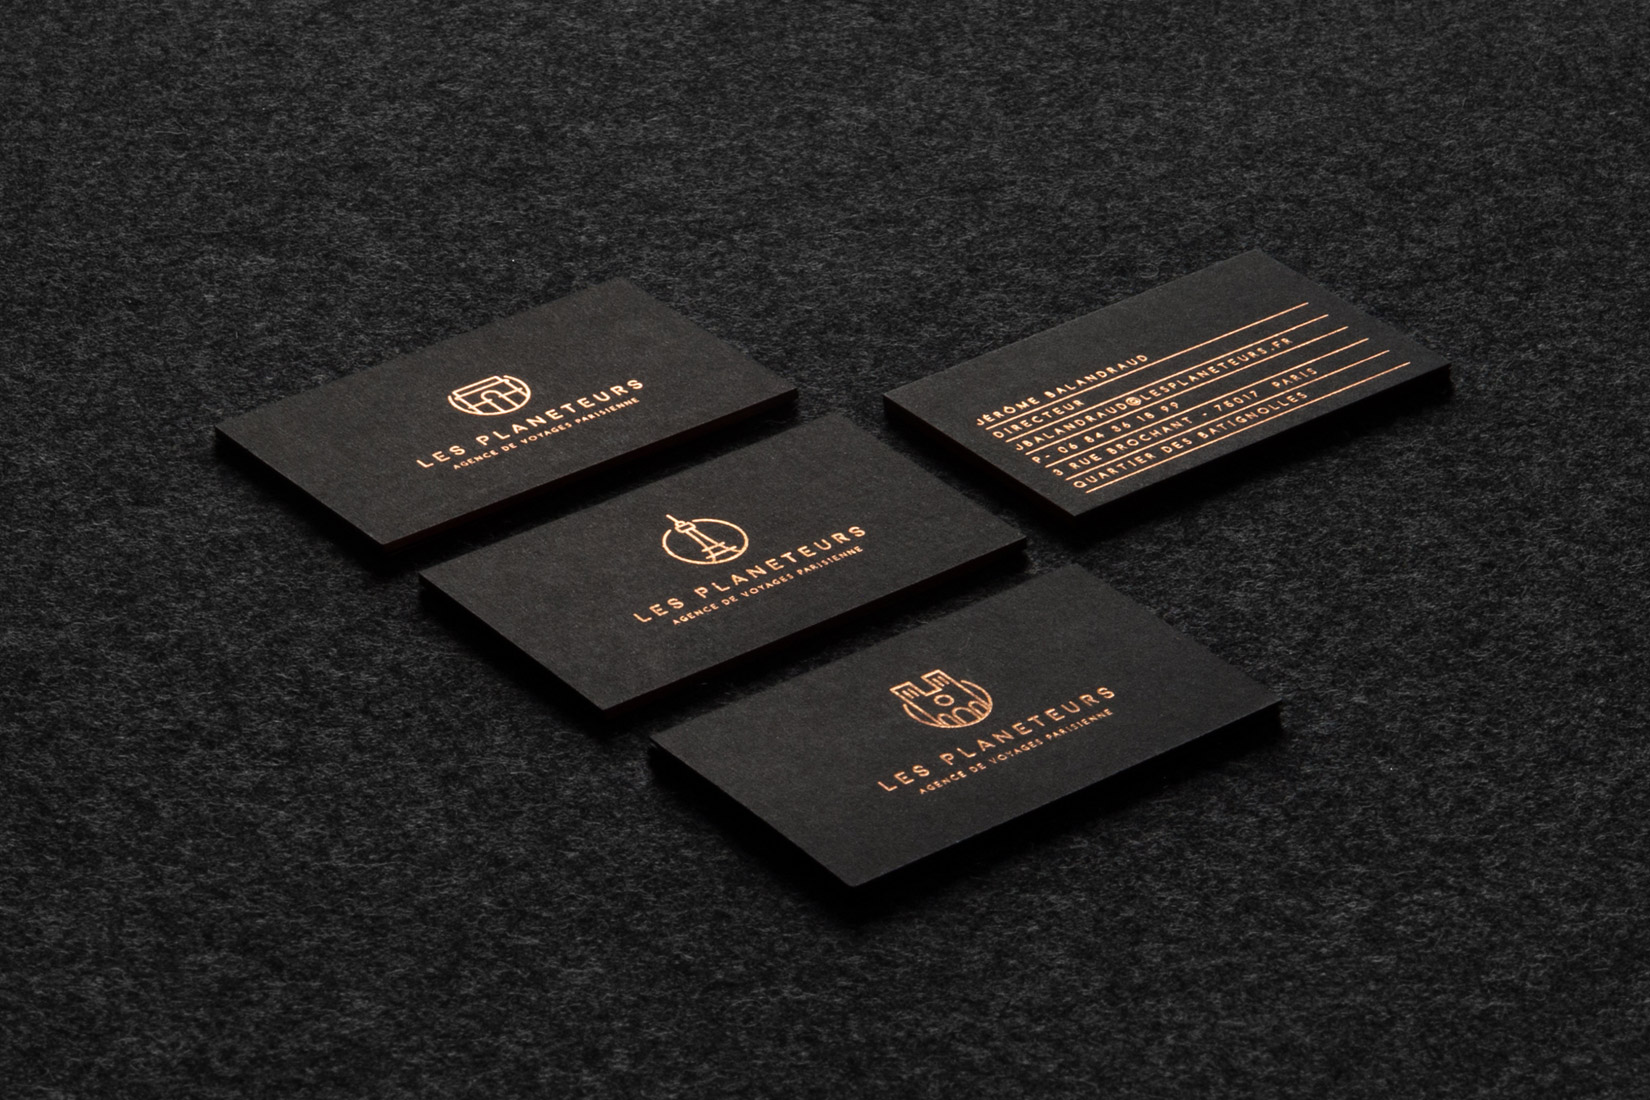 LES PLANETEURS
AGENCE DE VOYAGES PARISIENNE
LES PLANETEURS
AGENCE DE VOYAGES PARISIENNE
LES PLANETEURS
AGENCE DE VOYAGES PARISIENNE
JÉRÔME BALANDRAUD
DIRECTEUR
JBALANDRAUD@LESPLANETEURS.FR
P- 06 84 36 18 99
3 RUE BROCHANT - 75017 PARIS
QUARTIER DES BATIGNOLLES